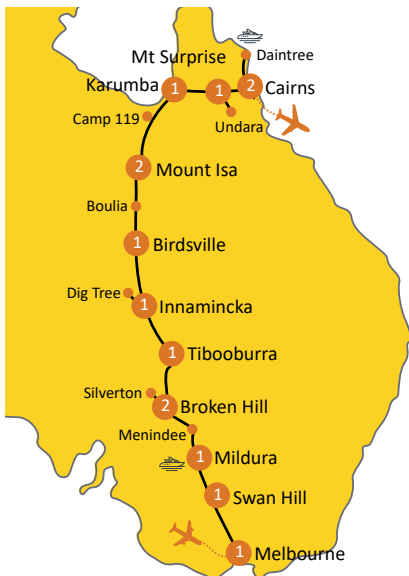 Daintree
Mt Surprise
Karumba
1
1
2
Cairns
Camp 119
Undara
2
Mount Isa
Boulia
1
Birdsville
Dig Tree
1
Innamincka
1
Tibooburra
Silverton
2
Broken Hill
Menindee
1
Mildura
1
Swan Hill
1
Melbourne